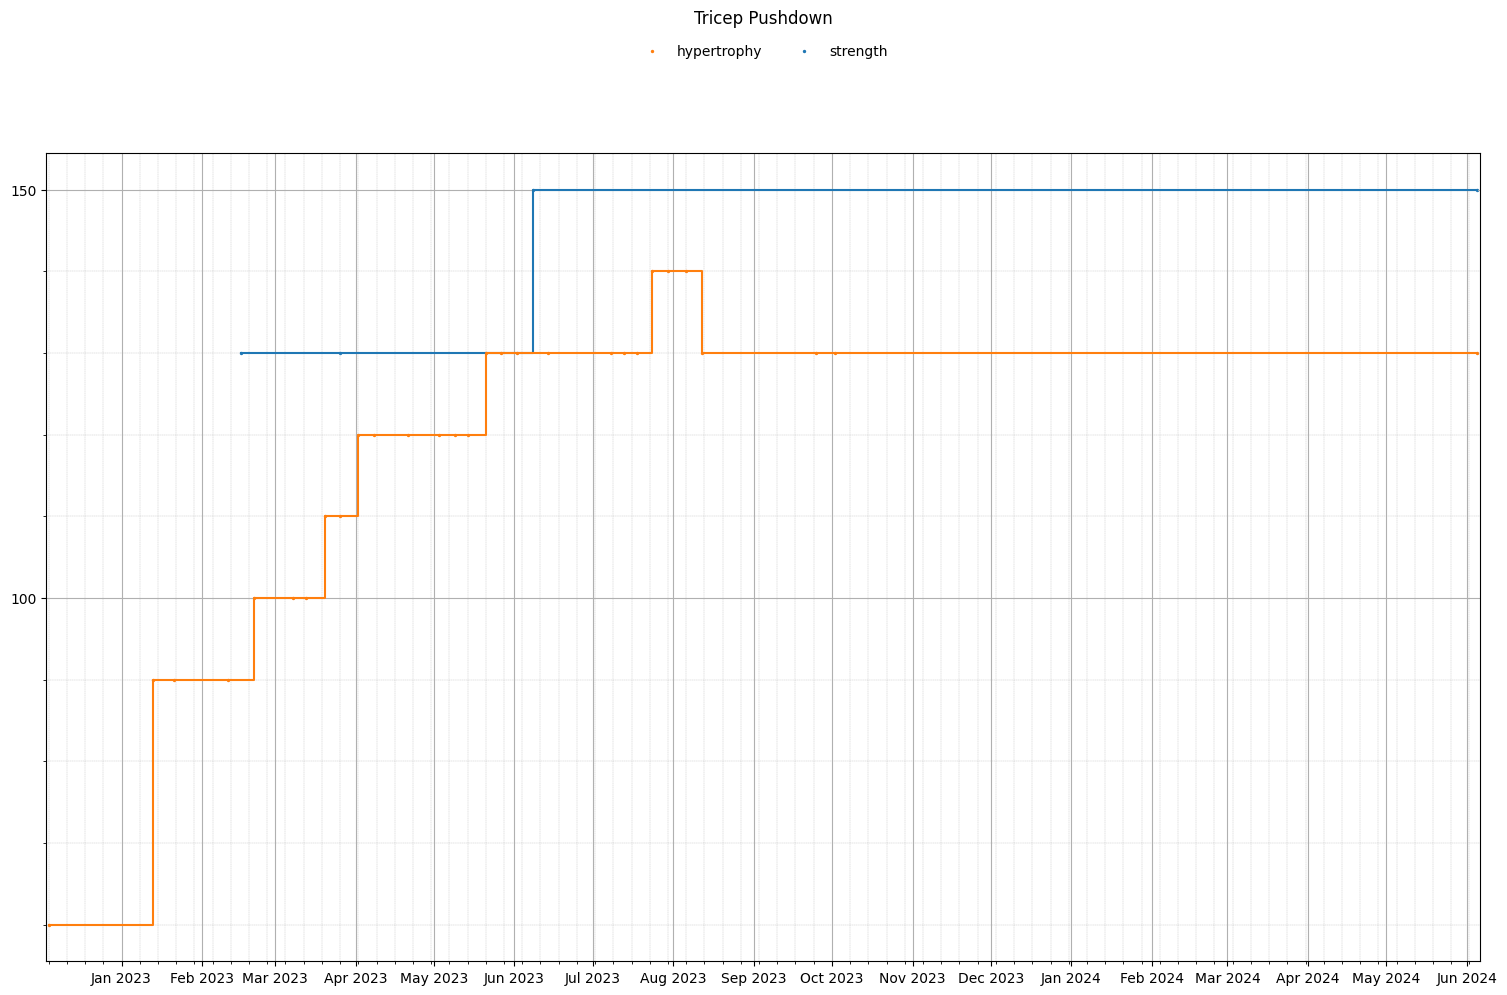 Tricep Pushdown
hypertrophy strength
150
100
Jan 2023 Feb 2023 Mar 2023 Apr 2023 May 2023 Jun 2023 Jul 2023 Aug 2023 Sep 2023 Oct 2023 Nov 2023 Dec 2023 Jan 2024 Feb 2024 Mar 2024 Apr 2024 May 2024 Jun 2024